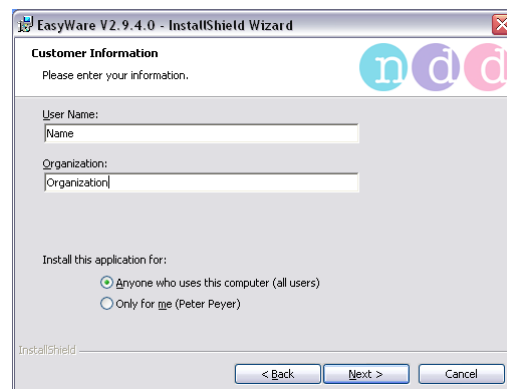 EasyWare V2.9.4.0 - InstallShield Wizard
Customer Information
Please enter your information.
ndd
User Name:
Name
Organization:
Organization
Install this application for:
Anyone who uses this computer (all users)
Only for me (Peter Peyer)
InstallShield
< Back Next > Cancel